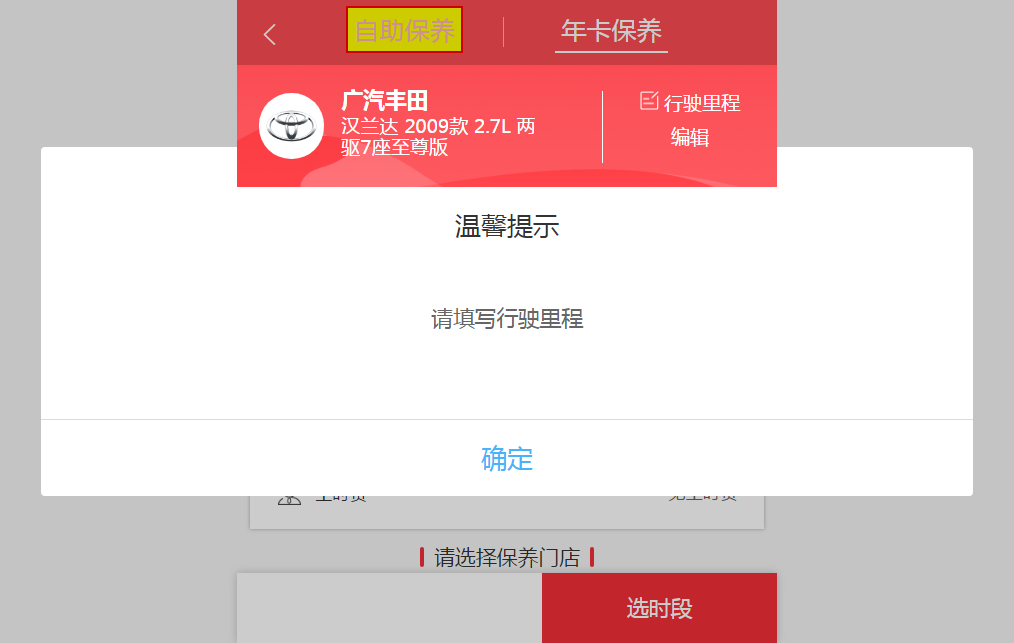 自助保养
年卡保养
广汽丰田
汉兰达 2009款 2.7L 两
驱7座至尊版
行驶里程
编辑
温馨提示
请填写行驶里程
确定
请选择保养门店
选时段